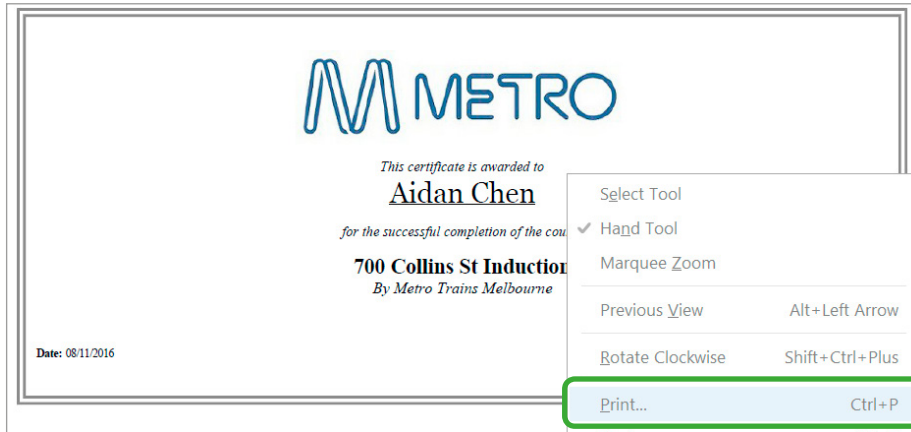 METRO
This certificate is awarded to
Aidan Chen
for the successful completion of the cou
700 Collins St Induction
By Metro Trains Melbourne
Date: 08/11/2016
Select Tool
Hand Tool
Marquee Zoom
Previous View Alt+Left Arrow
Rotate Clockwise Shift+Ctrl+Plus
Print... Ctrl+P